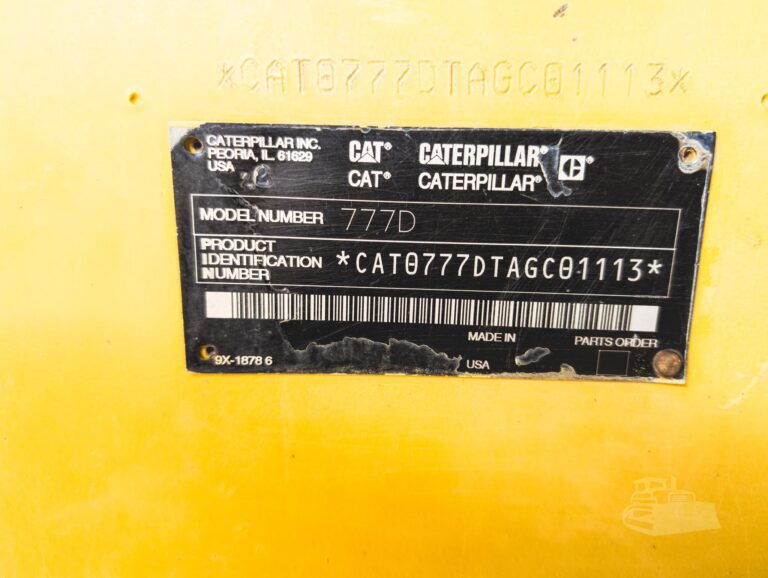 *CAT0777DTAGC01113*
CATERPILLAR INC.
PEORIA, IL. 61629
USA
CAT® CATERPILLAR® C®
CAT® CATERPILLAR®
MODEL NUMBER 777D
PRODUCT
IDENTIFICATION
NUMBER
*CAT0777DTAGC01113*
MADE IN
USA
PARTS ORDER
9X-1878 6